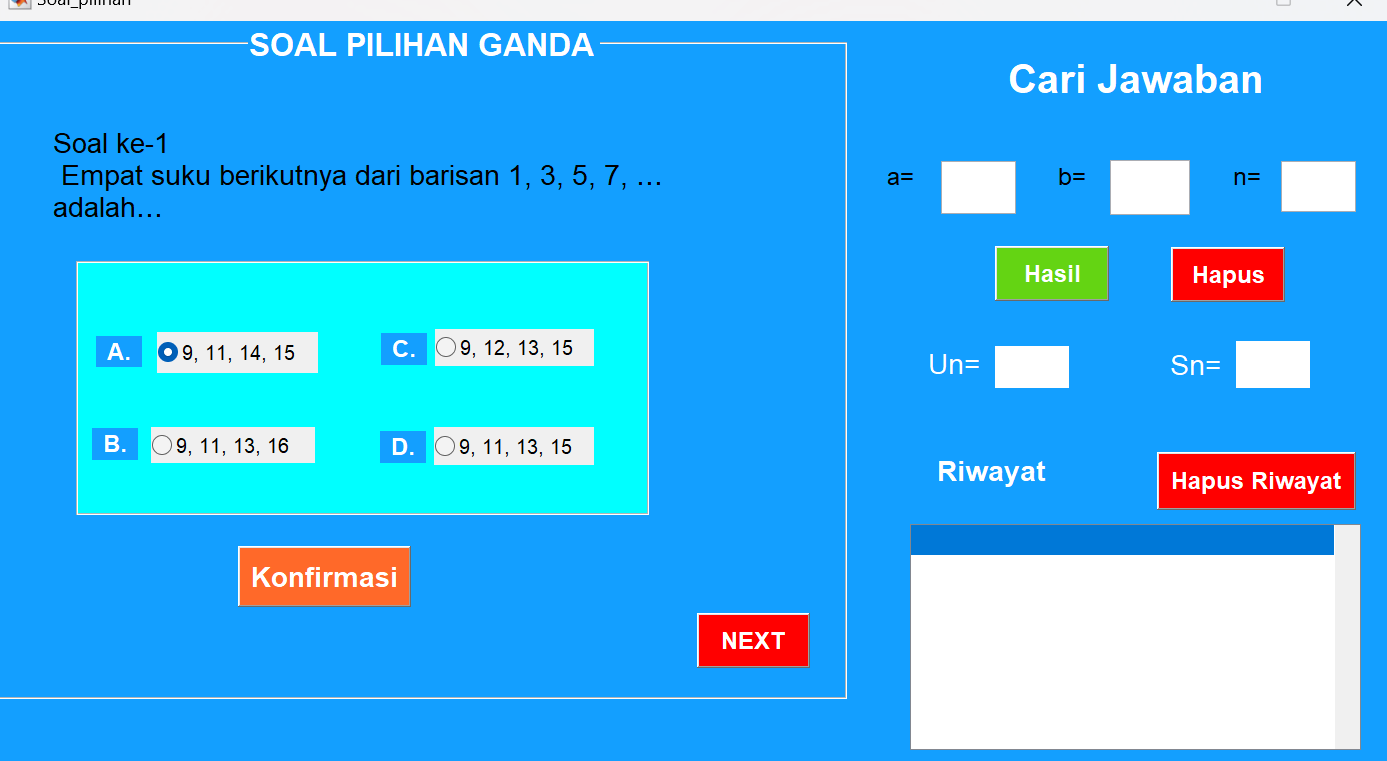 Soal_pilihan
SOAL PILIHAN GANDA
Soal ke-1
Empat suku berikutnya dari barisan 1, 3, 5, 7, ...
adalah...
A. 9, 11, 14, 15
C. 9, 12, 13, 15
B. 9, 11, 13, 16
D. 9, 11, 13, 15
Konfirmasi
NEXT
Cari Jawaban
a= b= n=
Hasil Hapus
Un= Sn=
Riwayat Hapus Riwayat